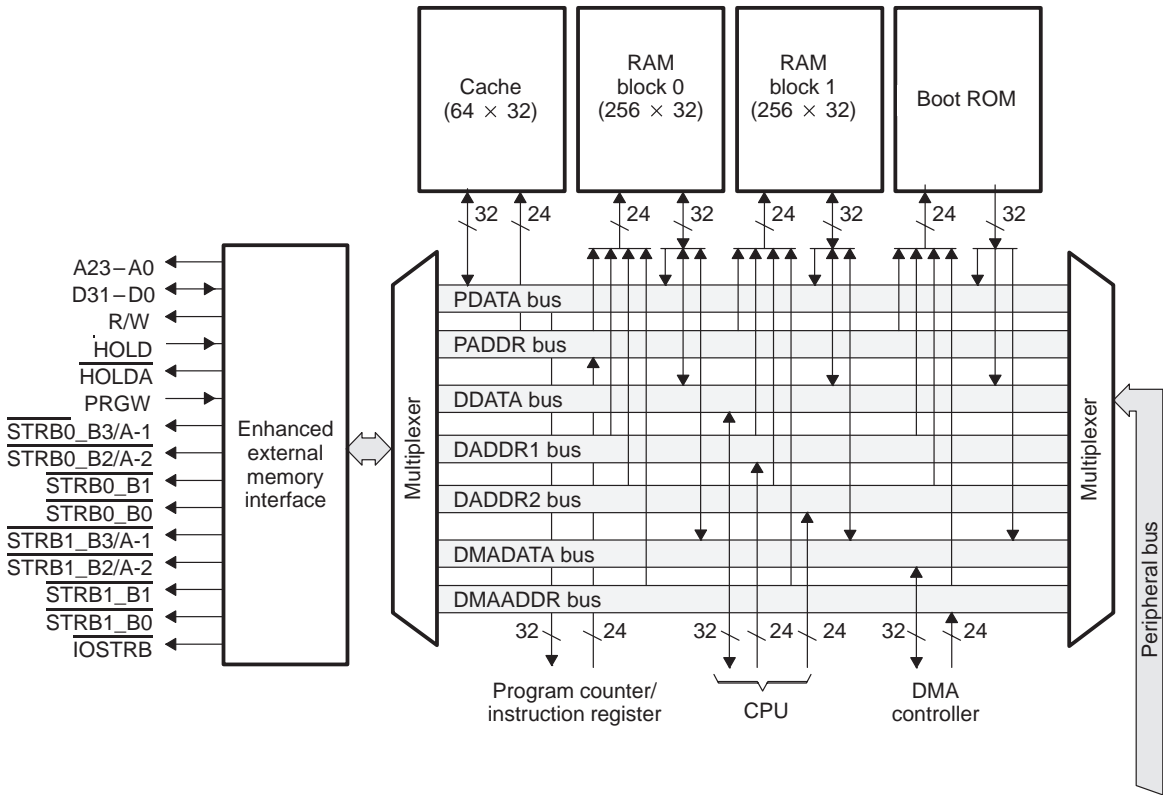 Cache
(64 × 32)
RAM
block 0
(256 × 32)
RAM
block 1
(256 × 32)
Boot ROM
32
24
24
32
24
32
24
32
A23–A0
D31–D0
R/W
HOLD
HOLDA
PRGW
STRB0_B3/A-1
STRB0_B2/A-2
STRB0_B1
STRB0_B0
STRB1_B3/A-1
STRB1_B2/A-2
STRB1_B1
STRB1_B0
IOSTRB
Enhanced
external
memory
interface
Multiplexer
PDATA bus
PADDR bus
DDATA bus
DADDR1 bus
DADDR2 bus
DMADATA bus
DMAADDR bus
Multiplexer
Peripheral bus
32
24
32
24
24
32
24
Program counter/
instruction register
CPU
DMA
controller